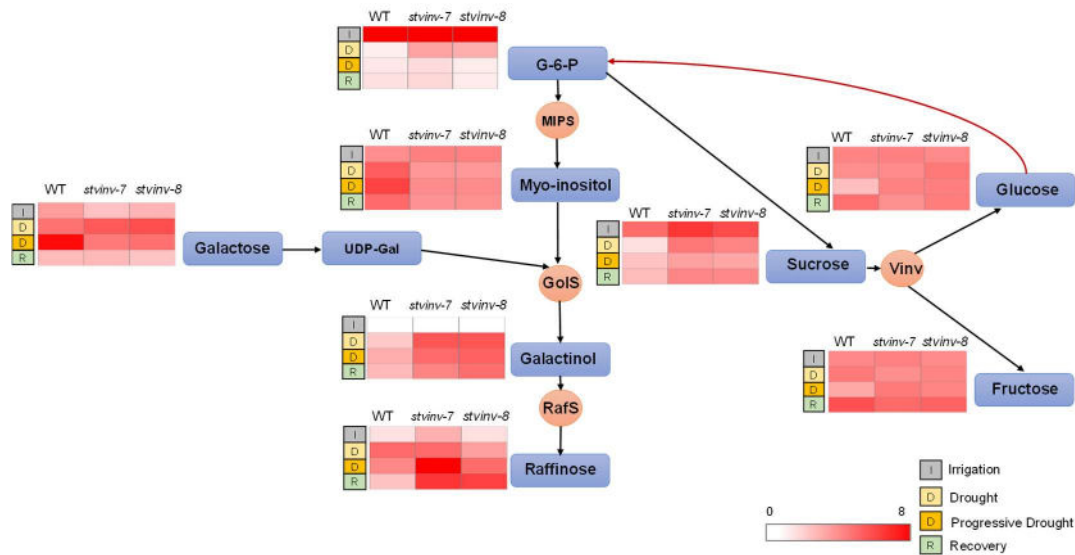 WT stvinv-7 stvinv-8
I
D
D
R
G-6-P
MIPS
WT stvinv-7 stvinv-8
I
D
D
R
Myo-inositol
WT stvinv-7 stvinv-8
I
D
D
R
Glucose
WT stvinv-7 stvinv-8
I
D
D
R
Galactose
UDP-Gal
WT stvinv-7 stvinv-8
I
D
D
R
Sucrose
Vinv
GolS
WT stvinv-7 stvinv-8
I
D
D
R
Galactinol
WT stvinv-7 stvinv-8
I
D
D
R
Fructose
RafS
WT stvinv-7 stvinv-8
I
D
D
R
Raffinose
0 8
I Irrigation
D Drought
D Progressive Drought
R Recovery